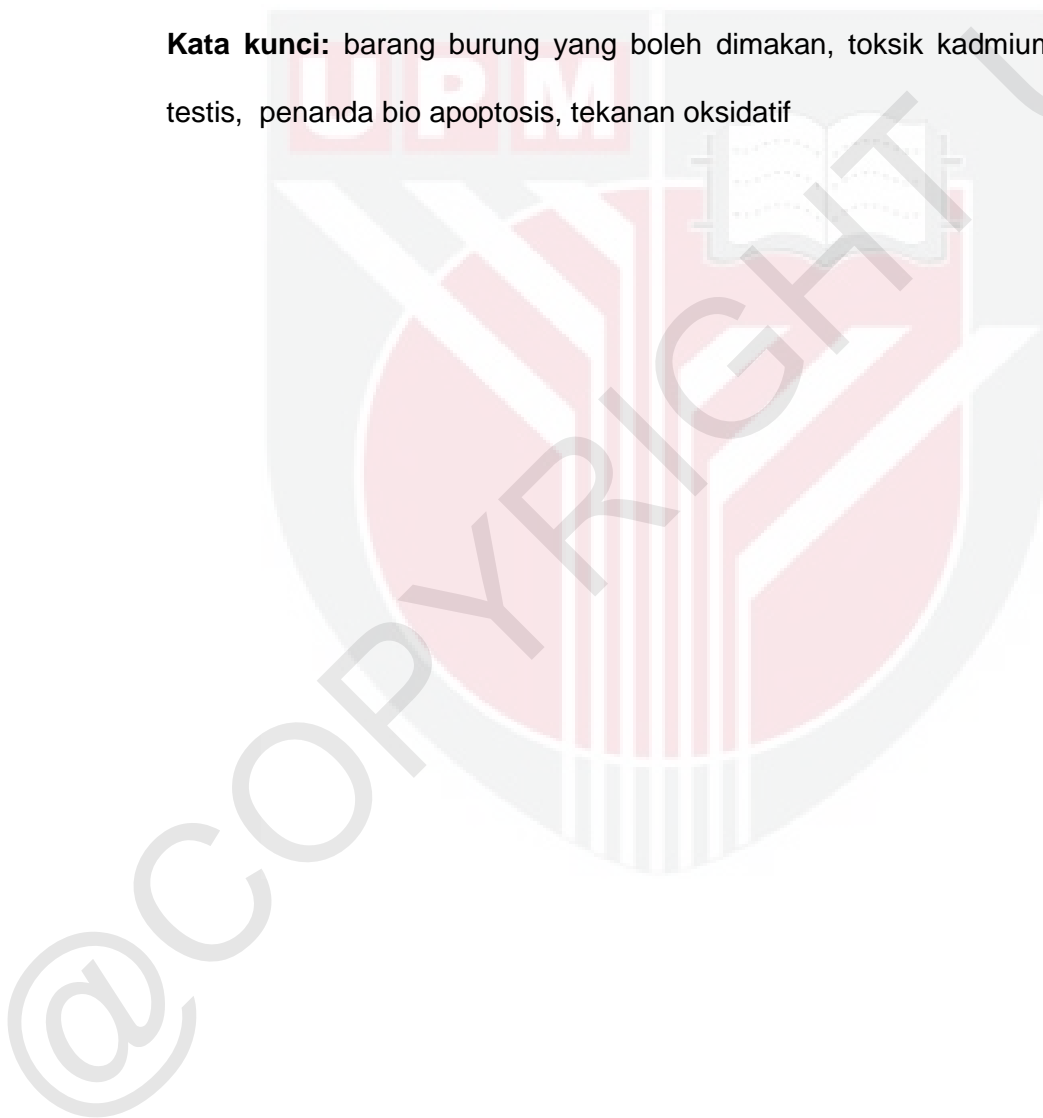 Kata kunci: barang burung yang boleh dimakan, toksik kadmium
testis, penanda bio apoptosis, tekanan oksidatif
UPM
@COPYRIGHT U